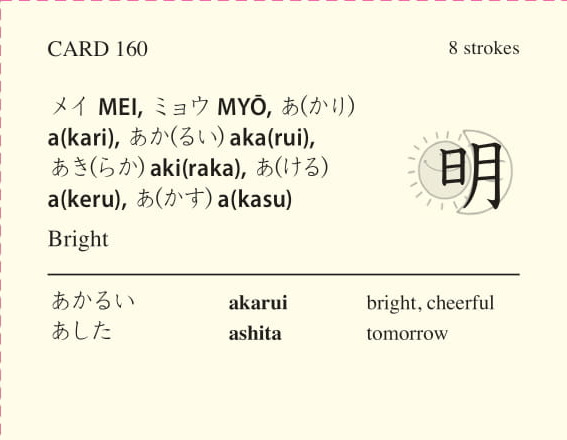 CARD 160
8 strokes
メイ MEI, ミョウ MYŌ, あ(かり)
a(kari), あか(るい) aka(rui),
あき(らか) aki(raka), あ(ける)
a(keru), あ(かす) a(kasu)
明
Bright
あかるい akarui bright, cheerful
あした ashita tomorrow